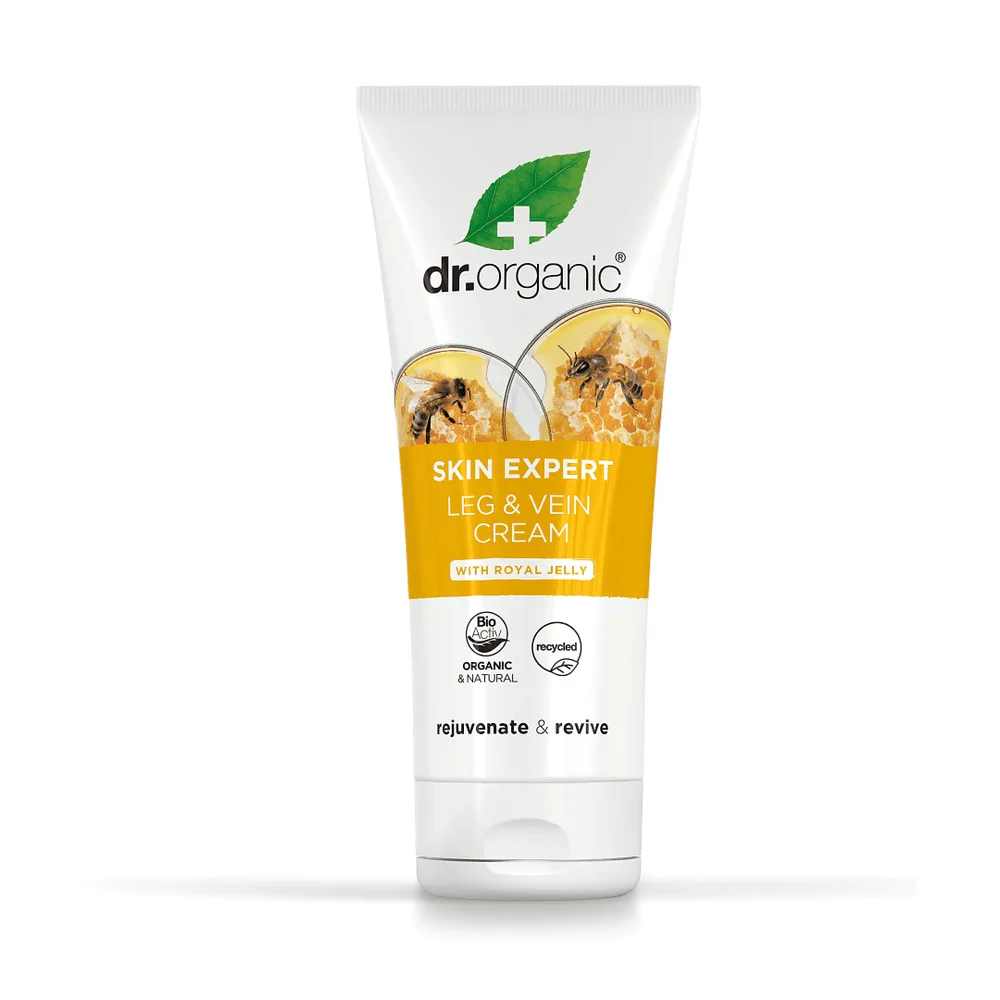 dr.organic®
SKIN EXPERT
LEG & VEIN
CREAM
WITH ROYAL JELLY
Bio
Activ
ORGANIC
& NATURAL
recycled
rejuvenate & revive